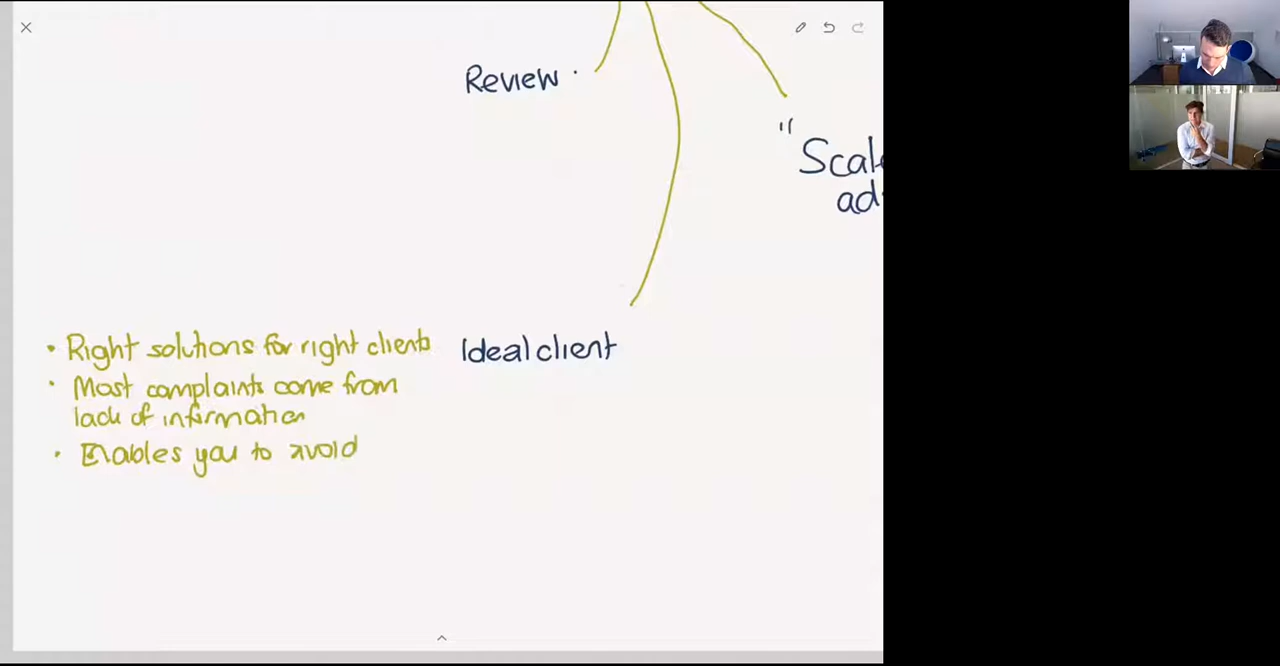 Review •
"Scal
ad
• Right solutions for right clients
Ideal client
• Most complaints come from
lack of information
• Enables you to avoid